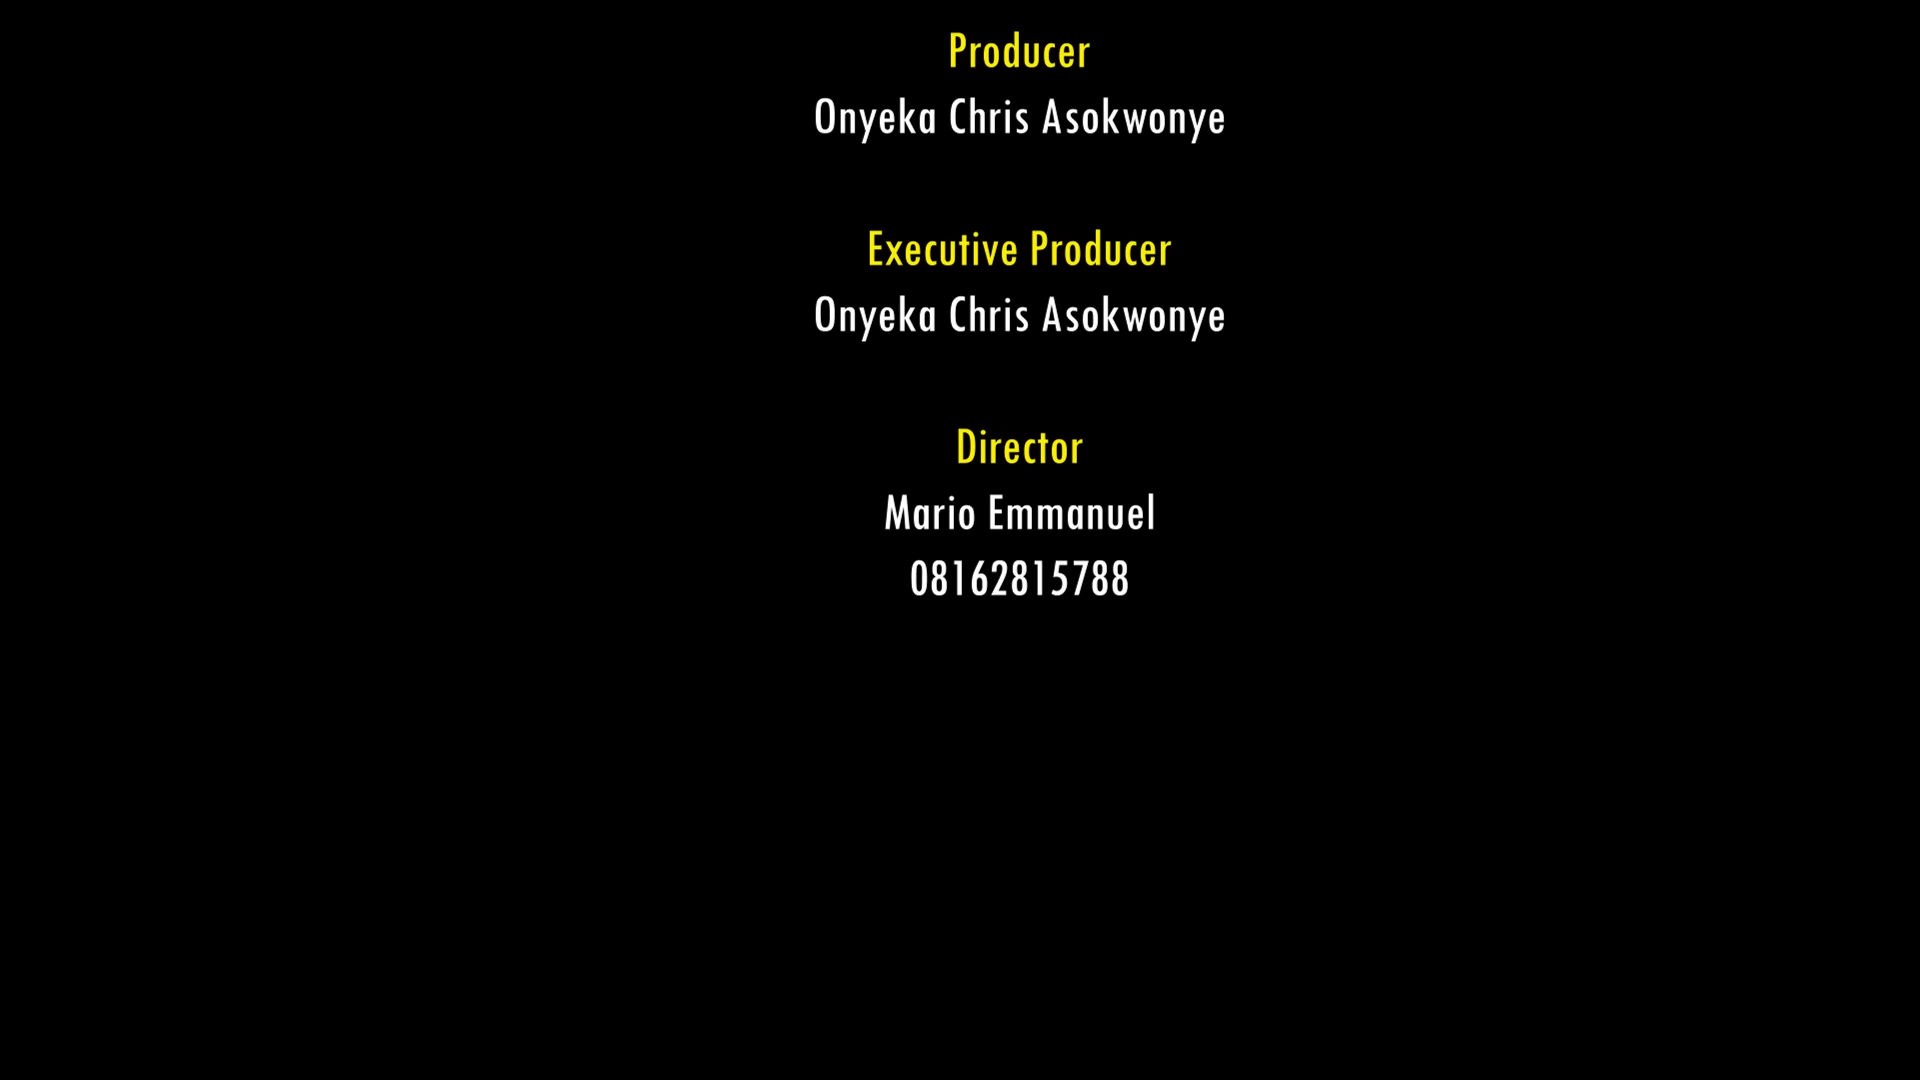 Producer
Onyeka Chris Asokwonye
Executive Producer
Onyeka Chris Asokwonye
Director
Mario Emmanuel
08162815788